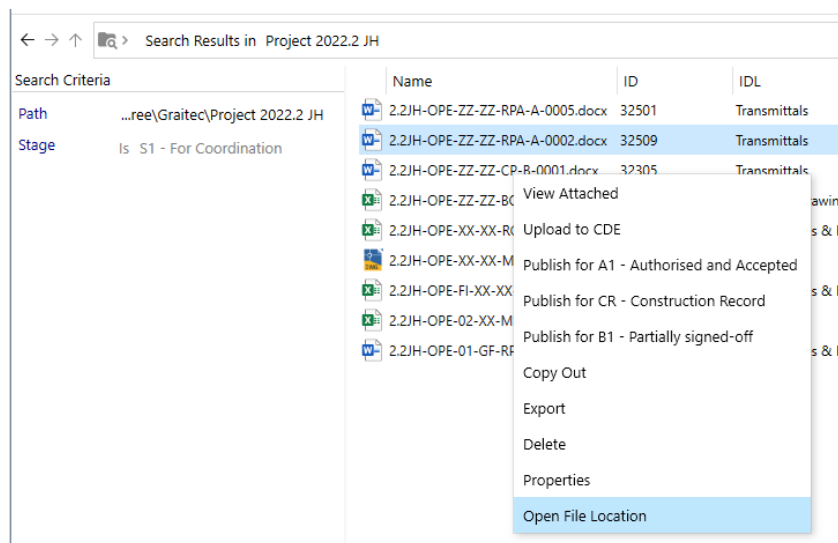 Search Results in Project 2022.2 JH
Search Criteria
Name ID IDL
Path ...ree\Graitec\Project 2022.2 JH
Stage Is S1 - For Coordination
2.2JH-OPE-ZZ-ZZ-RPA-A-0005.docx 32501 Transmittals
2.2JH-OPE-ZZ-ZZ-RPA-A-0002.docx 32509 Transmittals
2.2JH-OPE-ZZ-ZZ-CP-B-0001.docx 32305 Transmittals
2.2JH-OPE-ZZ-ZZ-BC
2.2JH-OPE-XX-XX-RC s &
2.2JH-OPE-XX-XX-M
2.2JH-OPE-FI-XX-XX s &
2.2JH-OPE-02-XX-M
2.2JH-OPE-01-GF-RP s &
View Attached
Upload to CDE
Publish for A1 - Authorised and Accepted
Publish for CR - Construction Record
Publish for B1 - Partially signed-off
Copy Out
Export
Delete
Properties
Open File Location